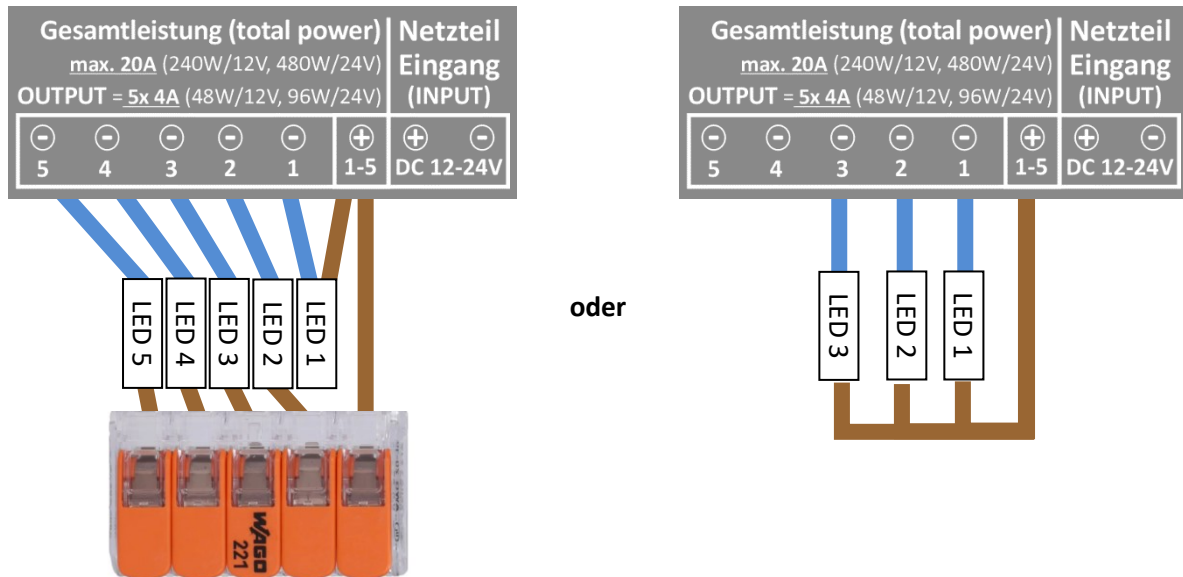 Gesamtleistung (total power)
max. 20A (240W/12V, 480W/24V)
OUTPUT = 5x 4A (48W/12V, 96W/24V)
Netzteil
Eingang
(INPUT)
- - - - - + + -
5 4 3 2 1 1-5 DC 12-24V
LED 5
LED 4
LED 3
LED 2
LED 1
WAGO
221
oder
Gesamtleistung (total power)
max. 20A (240W/12V, 480W/24V)
OUTPUT = 5x 4A (48W/12V, 96W/24V)
Netzteil
Eingang
(INPUT)
- - - - - + + -
5 4 3 2 1 1-5 DC 12-24V
LED 3
LED 2
LED 1